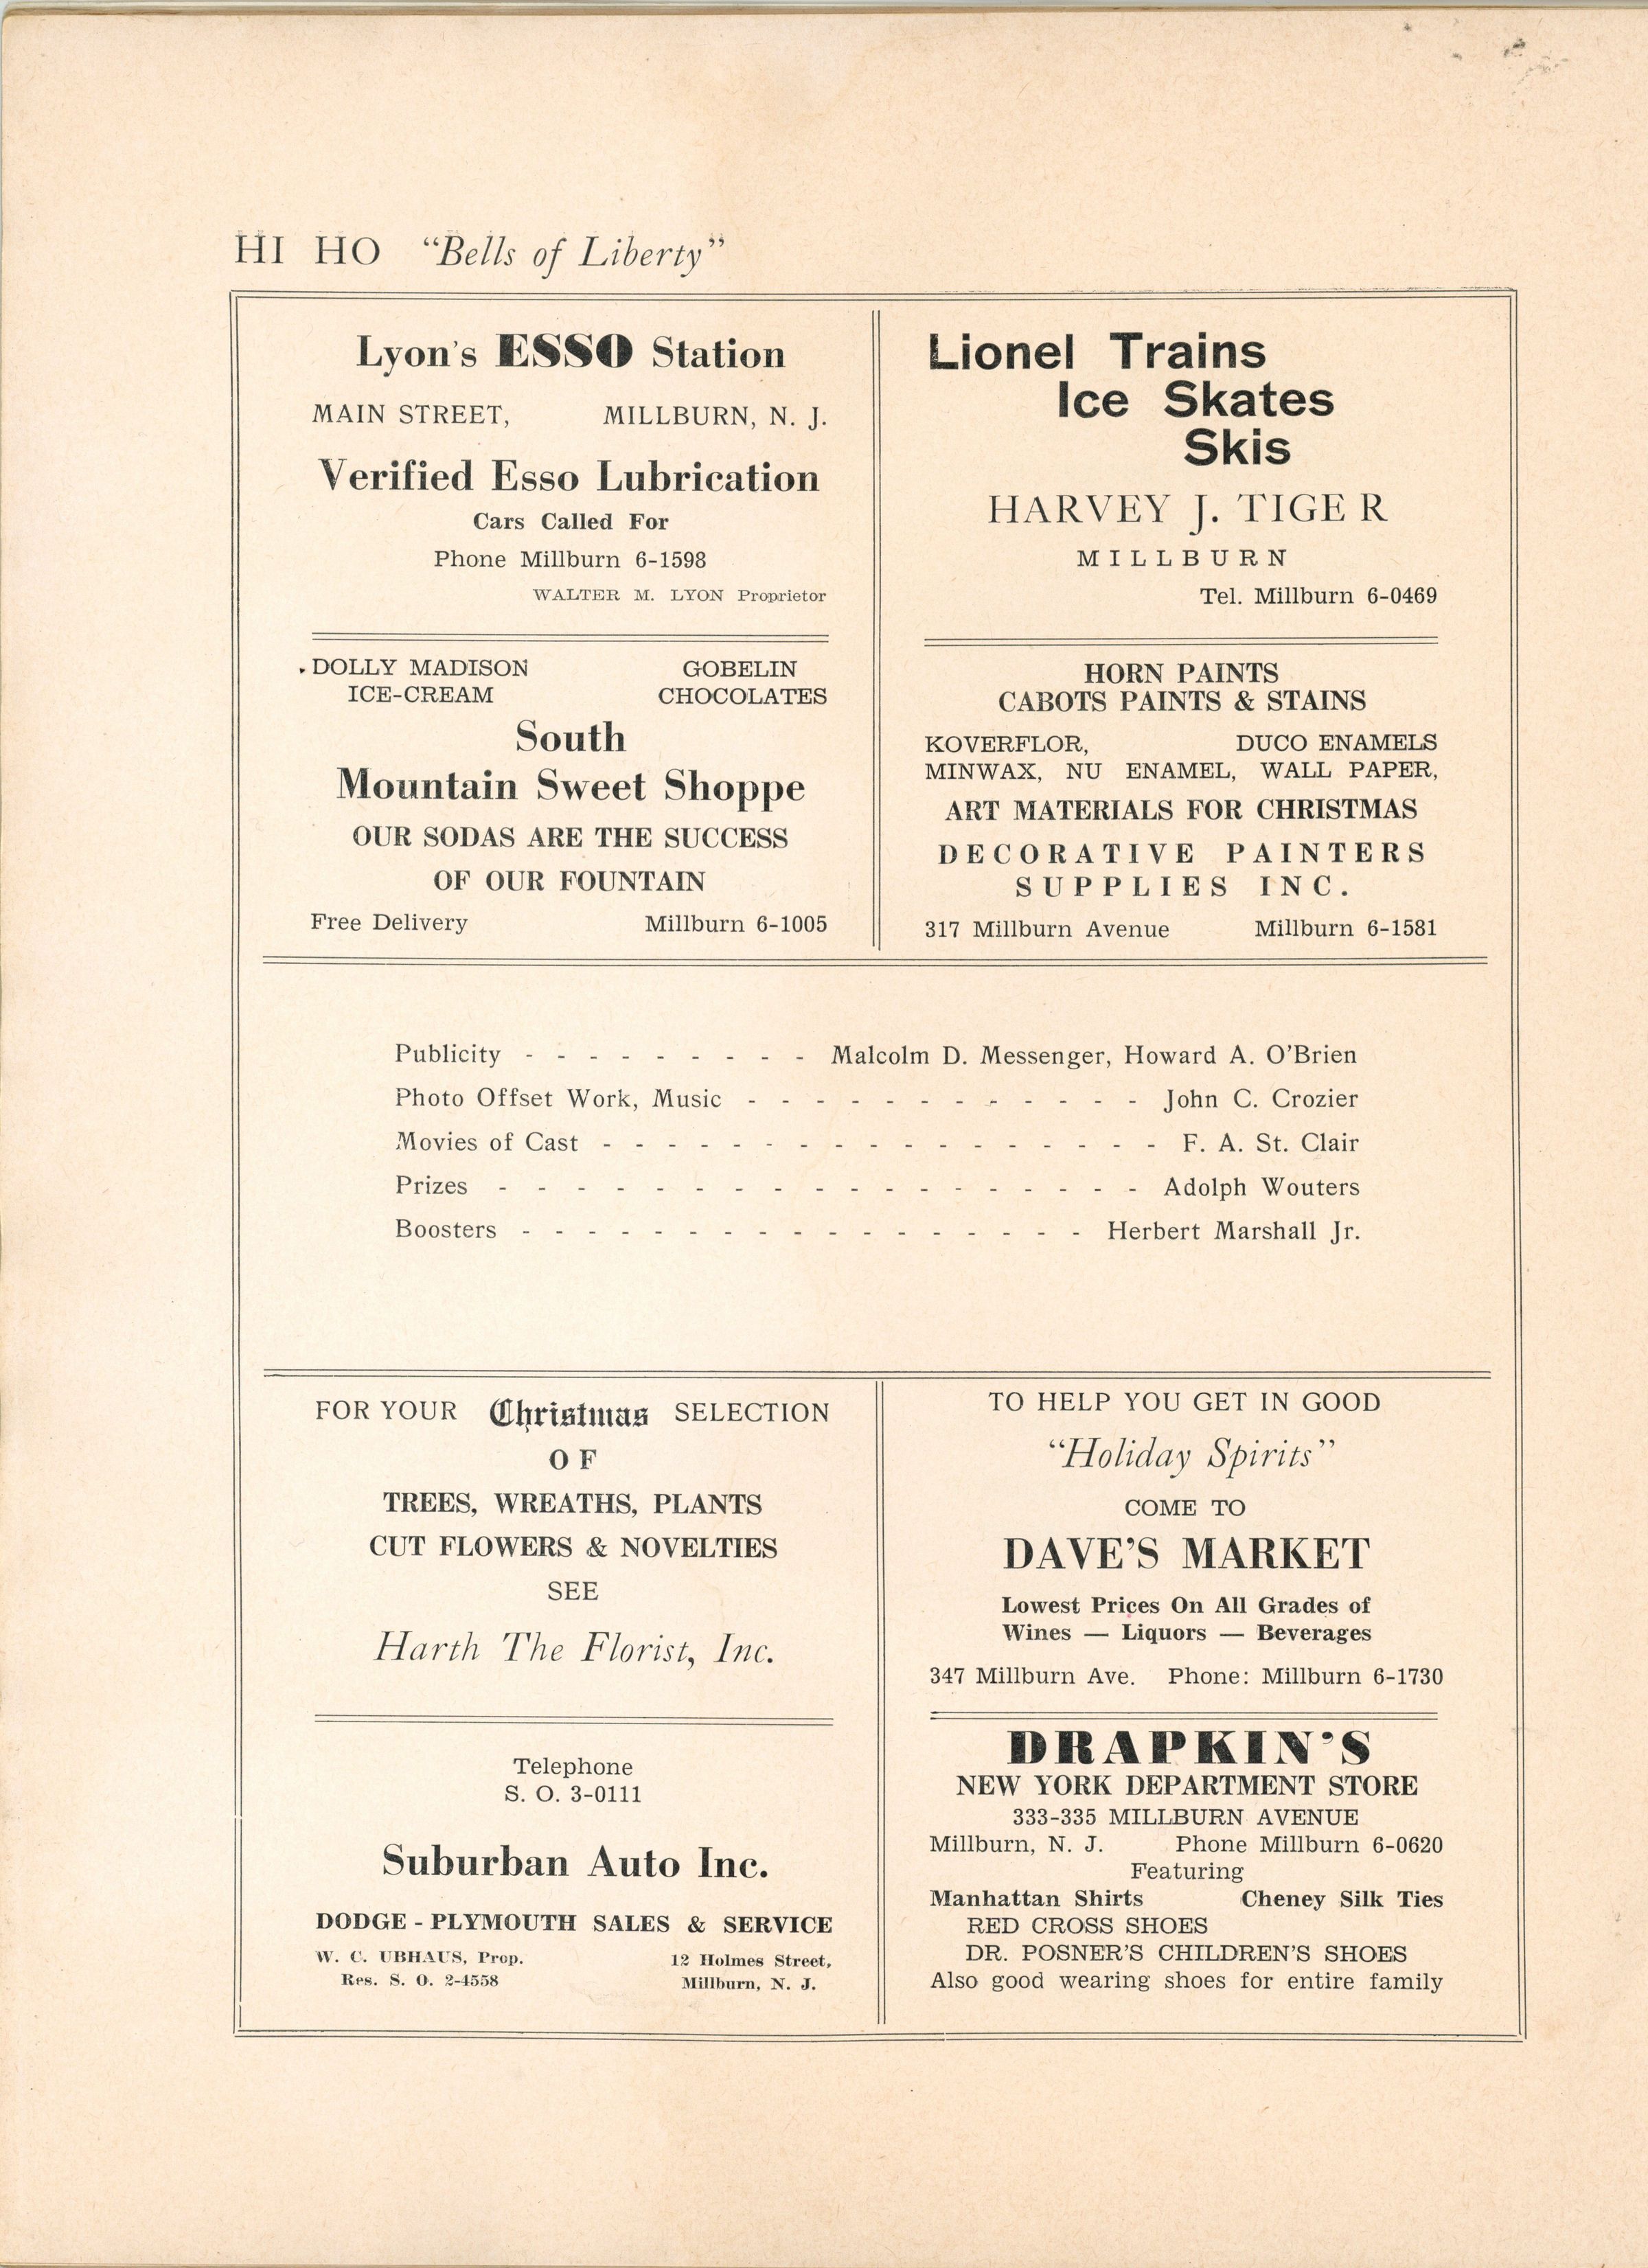 HI HO "Bells of Liberty"
Lyon's ESSO Station
MAIN STREET, MILLBURN, N. J.
Verified Esso Lubrication
Cars Called For
Phone Millburn 6-1598
WALTER M. LYON Proprietor
DOLLY MADISON GOBELIN
ICE-CREAM CHOCOLATES
South
Mountain Sweet Shoppe
OUR SODAS ARE THE SUCCESS
OF OUR FOUNTAIN
Free Delivery Millburn 6-1005
Lionel Trains
Ice Skates
Skis
HARVEY J. TIGER
MILLBURN
Tel. Millburn 6-0469
HORN PAINTS
CABOTS PAINTS & STAINS
KOVERFLOR, DUCO ENAMELS
MINWAX, NU ENAMEL, WALL PAPER,
ART MATERIALS FOR CHRISTMAS
DECORATIVE PAINTERS
SUPPLIES INC.
317 Millburn Avenue Millburn 6-1581
Publicity - - - - - - - - - Malcolm D. Messenger, Howard A. O'Brien
Photo Offset Work, Music - - - - - - - - - - - - John C. Crozier
Movies of Cast - - - - - - - - - - - - - - - - - F. A. St. Clair
Prizes - - - - - - - - - - - - - - - - - Adolph Wouters
Boosters - - - - - - - - - - - - - - - - - Herbert Marshall Jr.
FOR YOUR Christmas SELECTION
OF
TREES, WREATHS, PLANTS
CUT FLOWERS & NOVELTIES
SEE
Harth The Florist, Inc.
Telephone
S. O. 3-0111
Suburban Auto Inc.
DODGE - PLYMOUTH SALES & SERVICE
W. C. UBHAUS, Prop. 12 Holmes Street,
Res. S. O. 2-4558 Millburn, N. J.
TO HELP YOU GET IN GOOD
"Holiday Spirits"
COME TO
DAVE'S MARKET
Lowest Prices On All Grades of
Wines — Liquors — Beverages
347 Millburn Ave. Phone: Millburn 6-1730
DRAPKIN'S
NEW YORK DEPARTMENT STORE
333-335 MILLBURN AVENUE
Millburn, N. J. Phone Millburn 6-0620
Featuring
Manhattan Shirts Cheney Silk Ties
RED CROSS SHOES
DR. POSNER'S CHILDREN'S SHOES
Also good wearing shoes for entire family